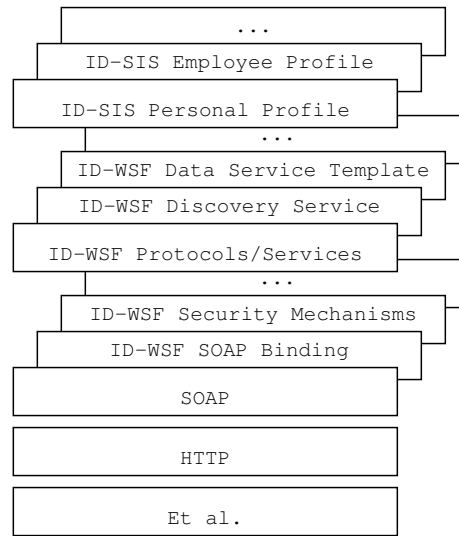 ...
ID-SIS Employee Profile
ID-SIS Personal Profile
...
ID-WSF Data Service Template
ID-WSF Discovery Service
ID-WSF Protocols/Services
...
ID-WSF Security Mechanisms
ID-WSF SOAP Binding
SOAP
HTTP
Et al.